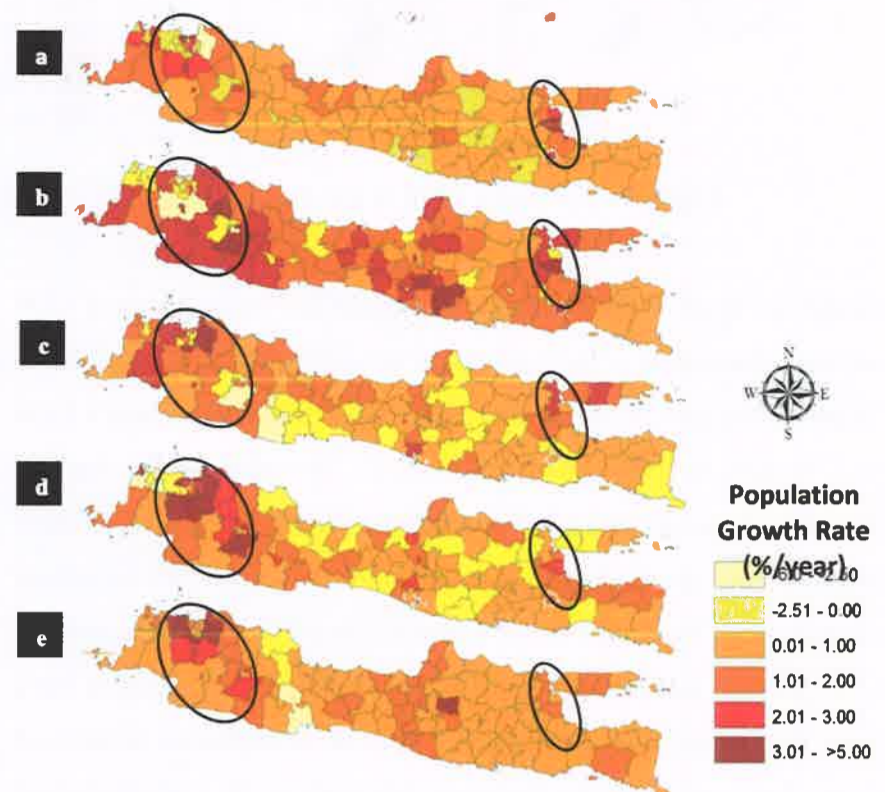 a
b
c
d
e
N
W E
S
Population
Growth Rate
(%/year)
-2.51 - 0.00
0.01 - 1.00
1.01 - 2.00
2.01 - 3.00
3.01 - >5.00